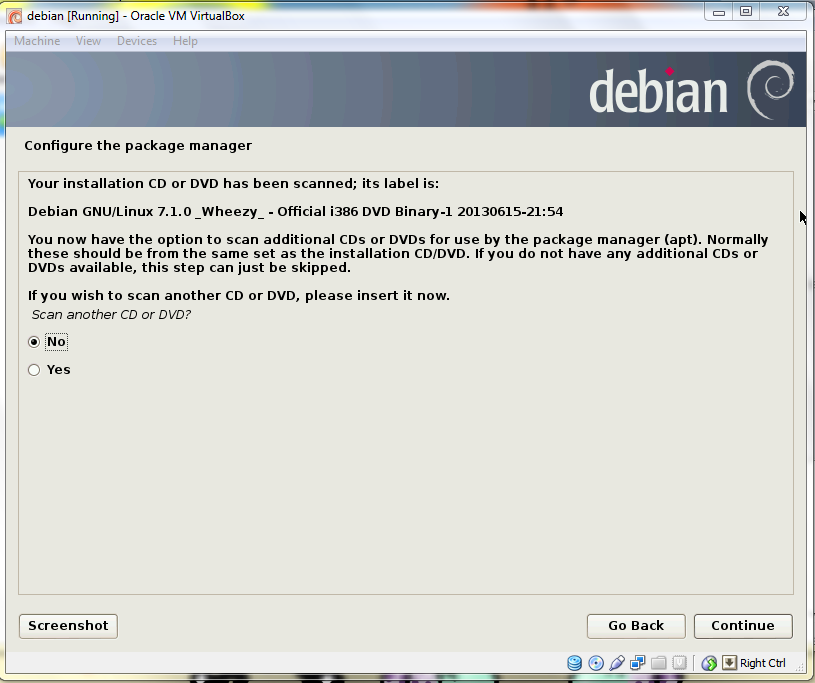 debian [Running] - Oracle VM VirtualBox
Machine View Devices Help
debian
Configure the package manager
Your installation CD or DVD has been scanned; its label is:
Debian GNU/Linux 7.1.0 _Wheezy_ - Official i386 DVD Binary-1 20130615-21:54
You now have the option to scan additional CDs or DVDs for use by the package manager (apt). Normally
these should be from the same set as the installation CD/DVD. If you do not have any additional CDs or
DVDs available, this step can just be skipped.
If you wish to scan another CD or DVD, please insert it now.
Scan another CD or DVD?
No
Yes
Screenshot Go Back Continue
Right Ctrl